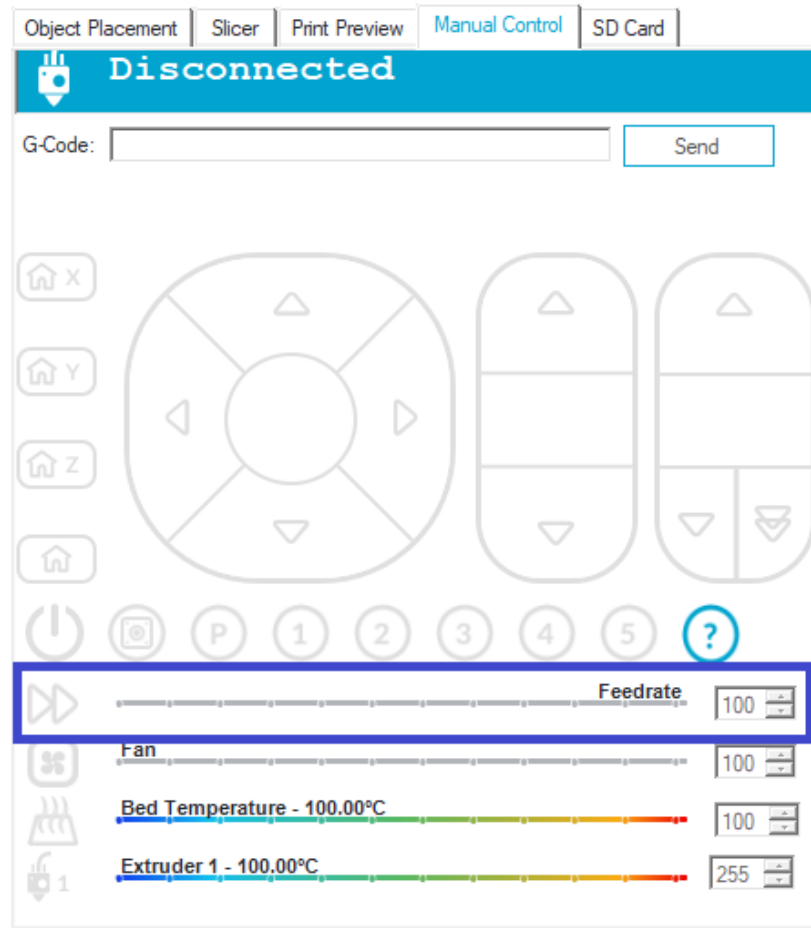 Object Placement Slicer Print Preview Manual Control SD Card
Disconnected
G-Code: Send
X
Y
Z
P 1 2 3 4 5 ?
Feedrate 100
Fan 100
Bed Temperature - 100.00°C 100
Extruder 1 - 100.00°C 255
1